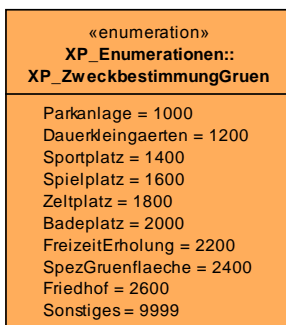 «enumeration»
XP_Enumerationen::
XP_ZweckbestimmungGruen
Parkanlage = 1000
Dauerkleingaerten = 1200
Sportplatz = 1400
Spielplatz = 1600
Zeltplatz = 1800
Badeplatz = 2000
FreizeitErholung = 2200
SpezGruenflaeche = 2400
Friedhof = 2600
Sonstiges = 9999